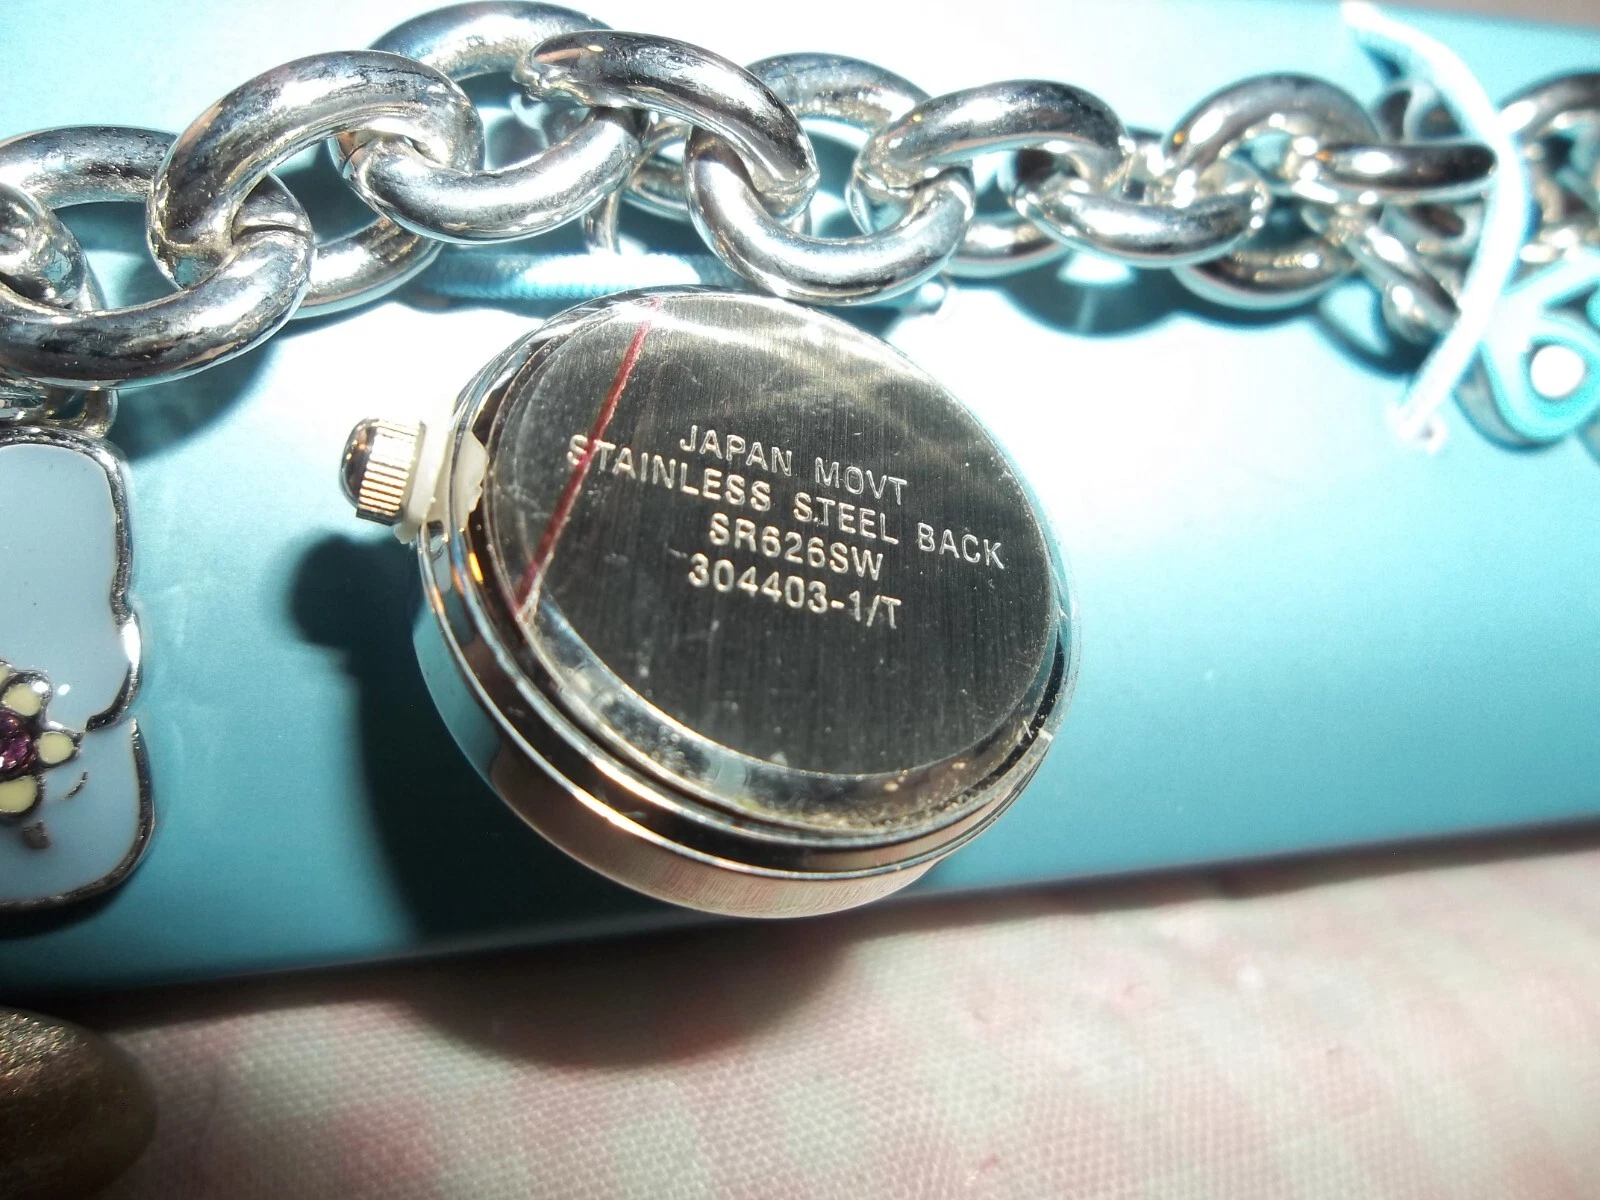 JAPAN MOVT
STAINLESS STEEL BACK
SR626SW
304403-1/T